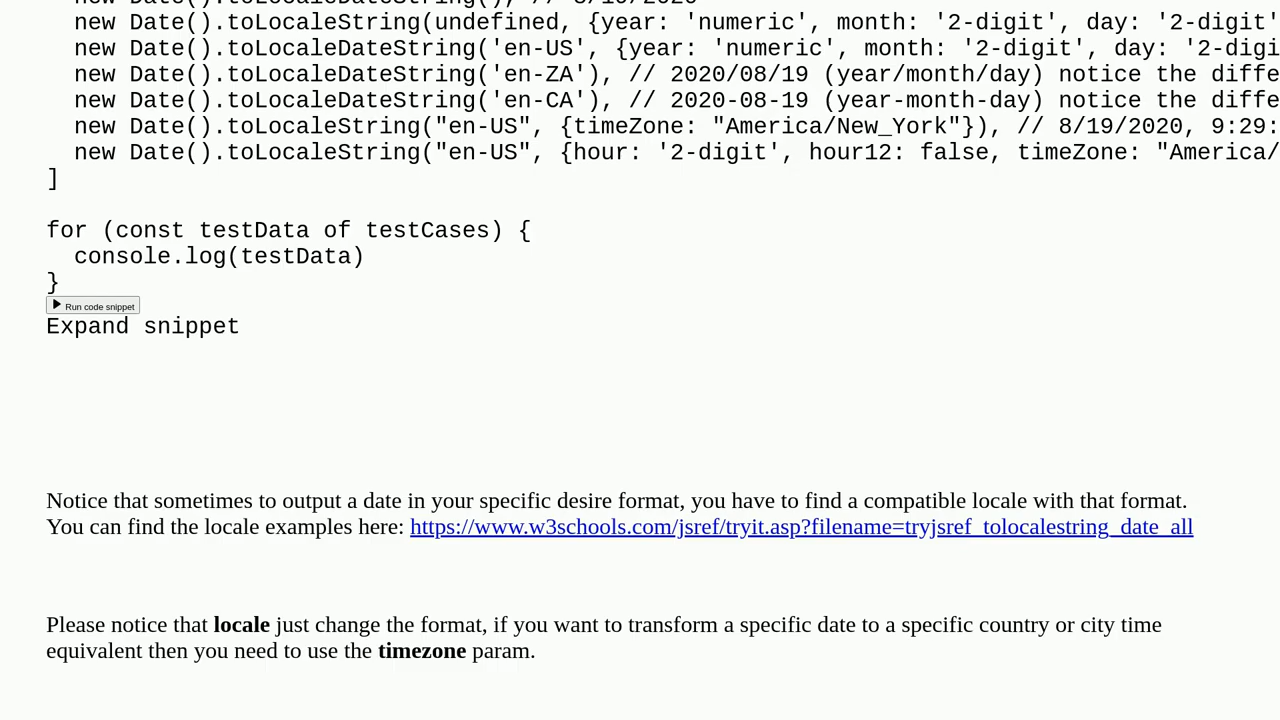 new Date().toLocaleDateString(), // 8/19/2020
new Date().toLocaleString(undefined, {year: 'numeric', month: '2-digit', day: '2-digit'
new Date().toLocaleDateString('en-US', {year: 'numeric', month: '2-digit', day: '2-digi
new Date().toLocaleDateString('en-ZA'), // 2020/08/19 (year/month/day) notice the diffe
new Date().toLocaleDateString('en-CA'), // 2020-08-19 (year-month-day) notice the diffe
new Date().toLocaleString("en-US", {timeZone: "America/New_York"}), // 8/19/2020, 9:29:
new Date().toLocaleString("en-US", {hour: '2-digit', hour12: false, timeZone: "America/
]
for (const testData of testCases) {
console.log(testData)
}
Run code snippet
Expand snippet
Notice that sometimes to output a date in your specific desire format, you have to find a compatible locale with that format.
You can find the locale examples here: https://www.w3schools.com/jsref/tryit.asp?filename=tryjsref_tolocalestring_date_all
Please notice that locale just change the format, if you want to transform a specific date to a specific country or city time
equivalent then you need to use the timezone param.